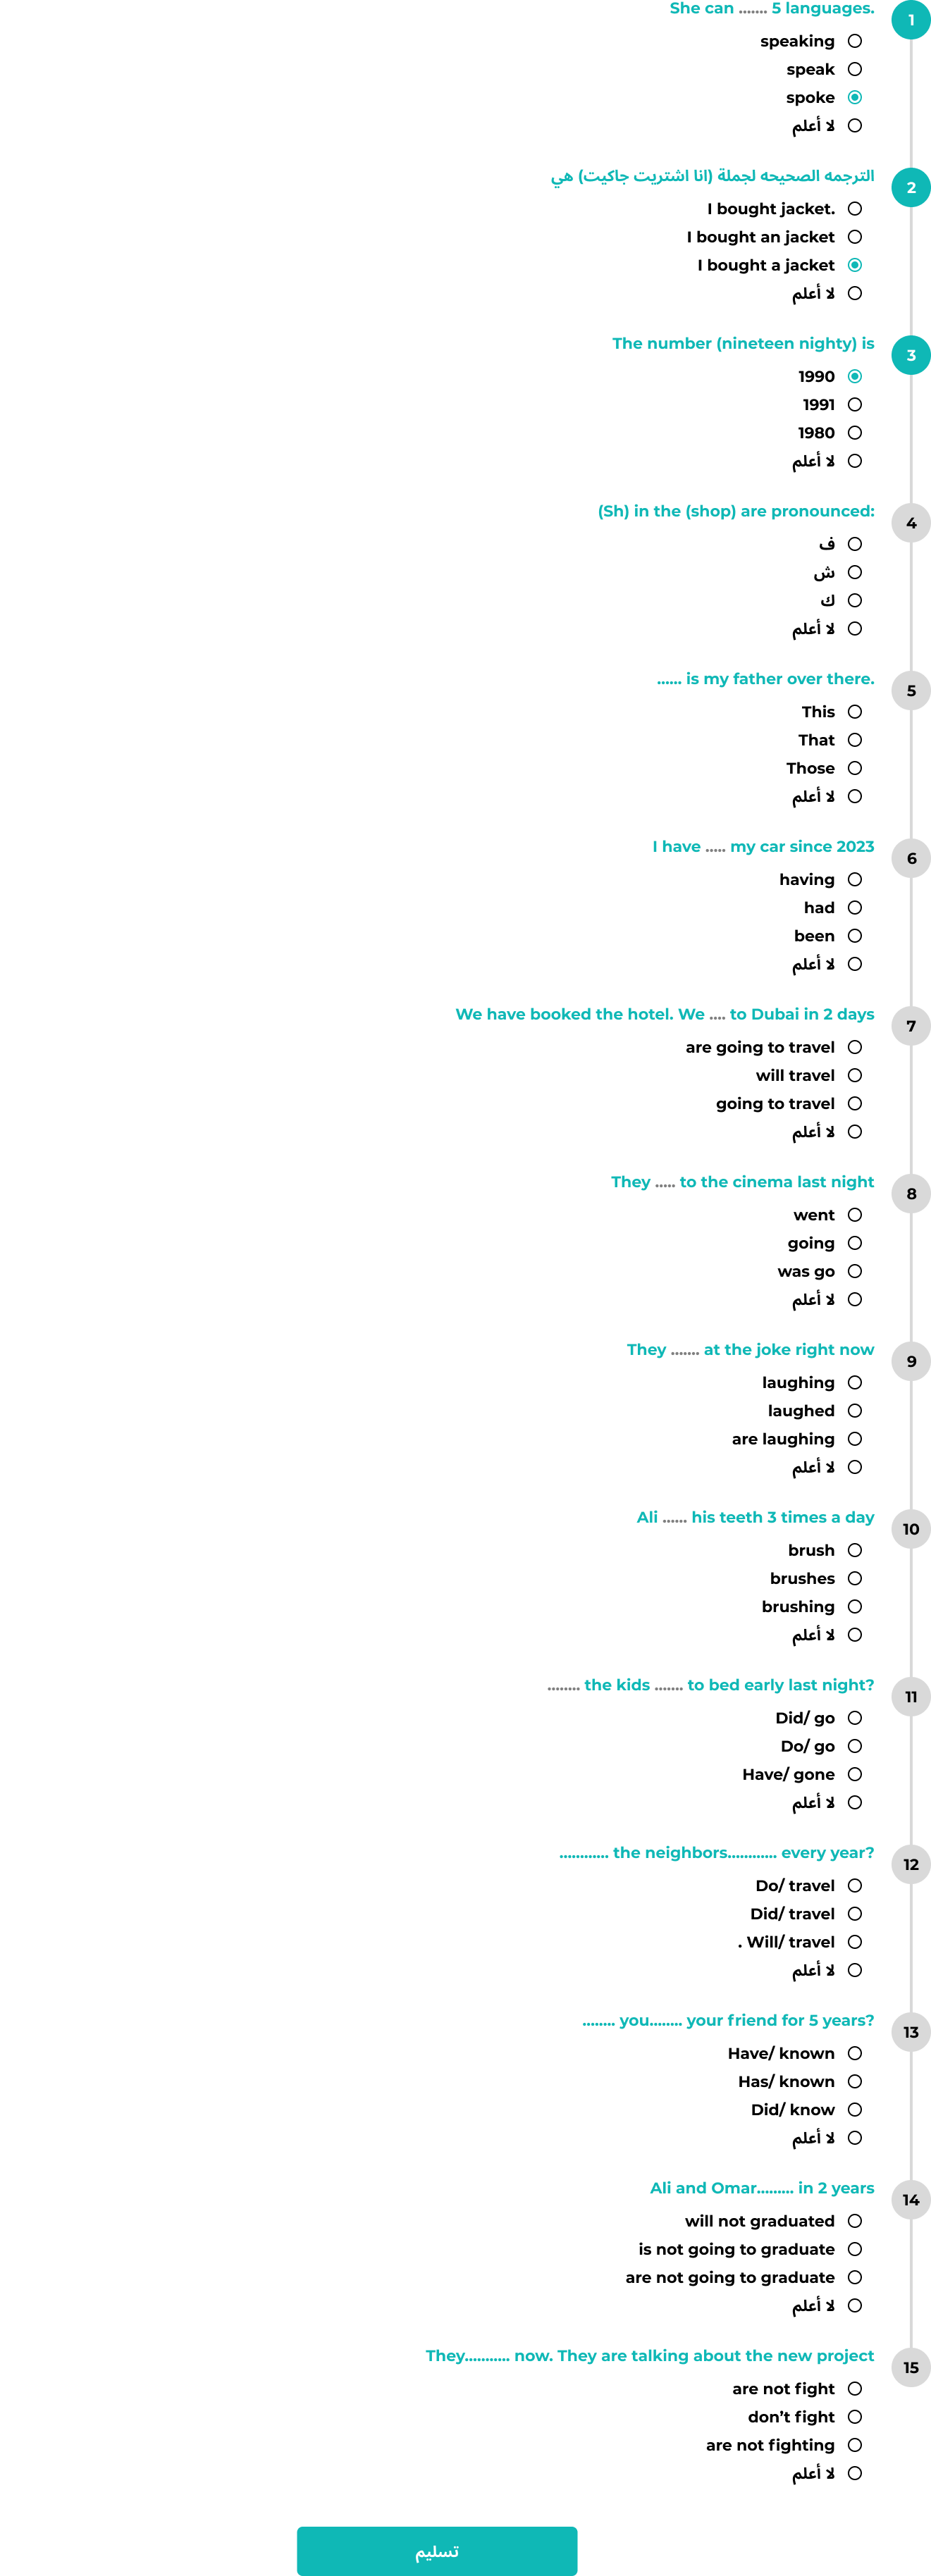 She can ....... 5 languages.
1
speaking
speak
spoke
لا أعلم
الترجمه الصحيحه لجملة (انا اشتريت جاكيت) هي
2
I bought jacket.
I bought an jacket
I bought a jacket
لا أعلم
The number (nineteen nighty) is
3
1990
1991
1980
لا أعلم
(Sh) in the (shop) are pronounced:
4
ف
ش
ك
لا أعلم
...... is my father over there.
5
This
That
Those
لا أعلم
I have ..... my car since 2023
6
having
had
been
لا أعلم
We have booked the hotel. We .... to Dubai in 2 days
7
are going to travel
will travel
going to travel
لا أعلم
They ..... to the cinema last night
8
went
going
was go
لا أعلم
They ....... at the joke right now
9
laughing
laughed
are laughing
لا أعلم
Ali ...... his teeth 3 times a day
10
brush
brushes
brushing
لا أعلم
........ the kids ....... to bed early last night?
11
Did/ go
Do/ go
Have/ gone
لا أعلم
............ the neighbors............ every year?
12
Do/ travel
Did/ travel
. Will/ travel
لا أعلم
........ you........ your friend for 5 years?
13
Have/ known
Has/ known
Did/ know
لا أعلم
Ali and Omar......... in 2 years
14
will not graduated
is not going to graduate
are not going to graduate
لا أعلم
They........... now. They are talking about the new project
15
are not fight
don’t fight
are not fighting
لا أعلم
تسليم